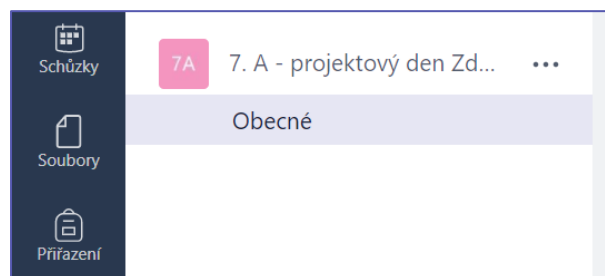 Schůzky
7A
7. A - projektový den Zd...
Obecné
Soubory
Přiřazení